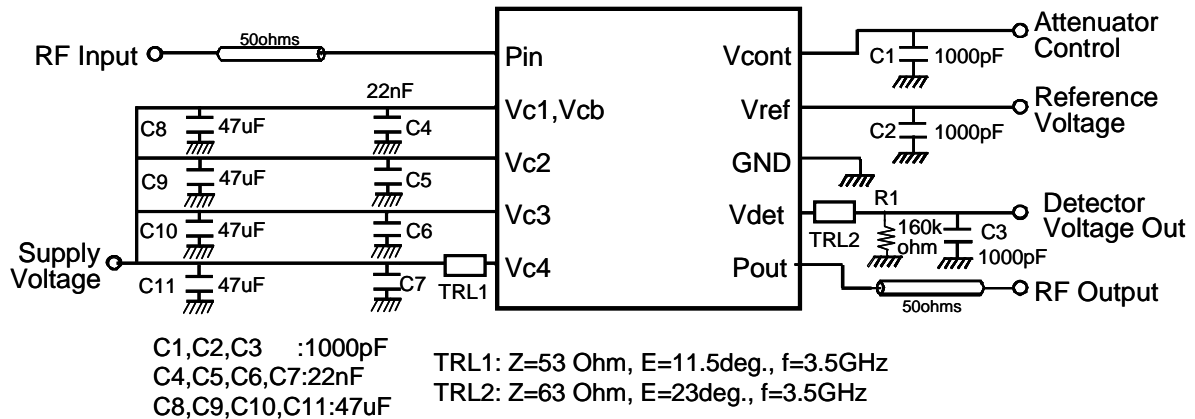 RF Input
50ohms
Pin
Vcont
C1
1000pF
Attenuator
Control
22nF
C8
47uF
C4
Vc1,Vcb
Vref
C2
1000pF
Reference
Voltage
C9
47uF
C5
Vc2
GND
C10
47uF
C6
Vc3
Vdet
TRL2
R1
160k
ohm
C3
1000pF
Detector
Voltage Out
Supply
Voltage
C11
47uF
C7
TRL1
Vc4
Pout
50ohms
RF Output
C1,C2,C3 :1000pF
C4,C5,C6,C7:22nF
C8,C9,C10,C11:47uF
TRL1: Z=53 Ohm, E=11.5deg., f=3.5GHz
TRL2: Z=63 Ohm, E=23deg., f=3.5GHz